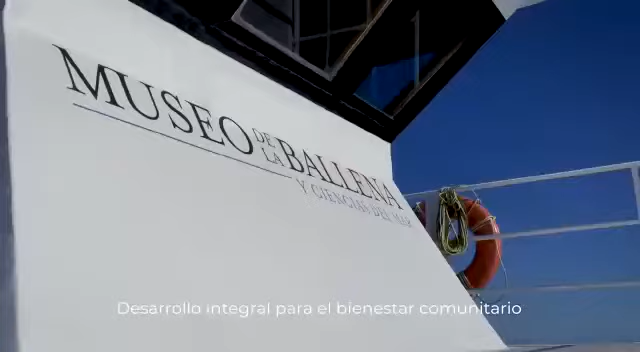 MUSEO DE LA BALLENA
Y CIENCIAS DEL MAR
Desarrollo integral para el bienestar comunitario